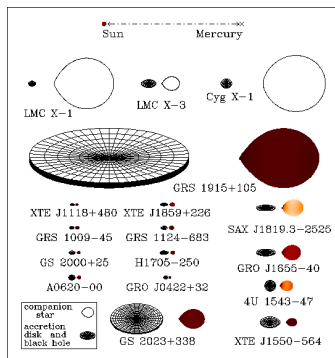 Sun
Mercury
LMC X-1
LMC X-3
Cyg X-1
GRS 1915+105
XTE J1118+480
XTE J1859+226
SAX J1819.3-2525
GRS 1009-45
GRS 1124-683
GS 2000+25
H1705-250
GRO J1655-40
A0620-00
GRO J0422+32
4U 1543-47
companion
star
accretion
disk and
black hole
GS 2023+338
XTE J1550-564